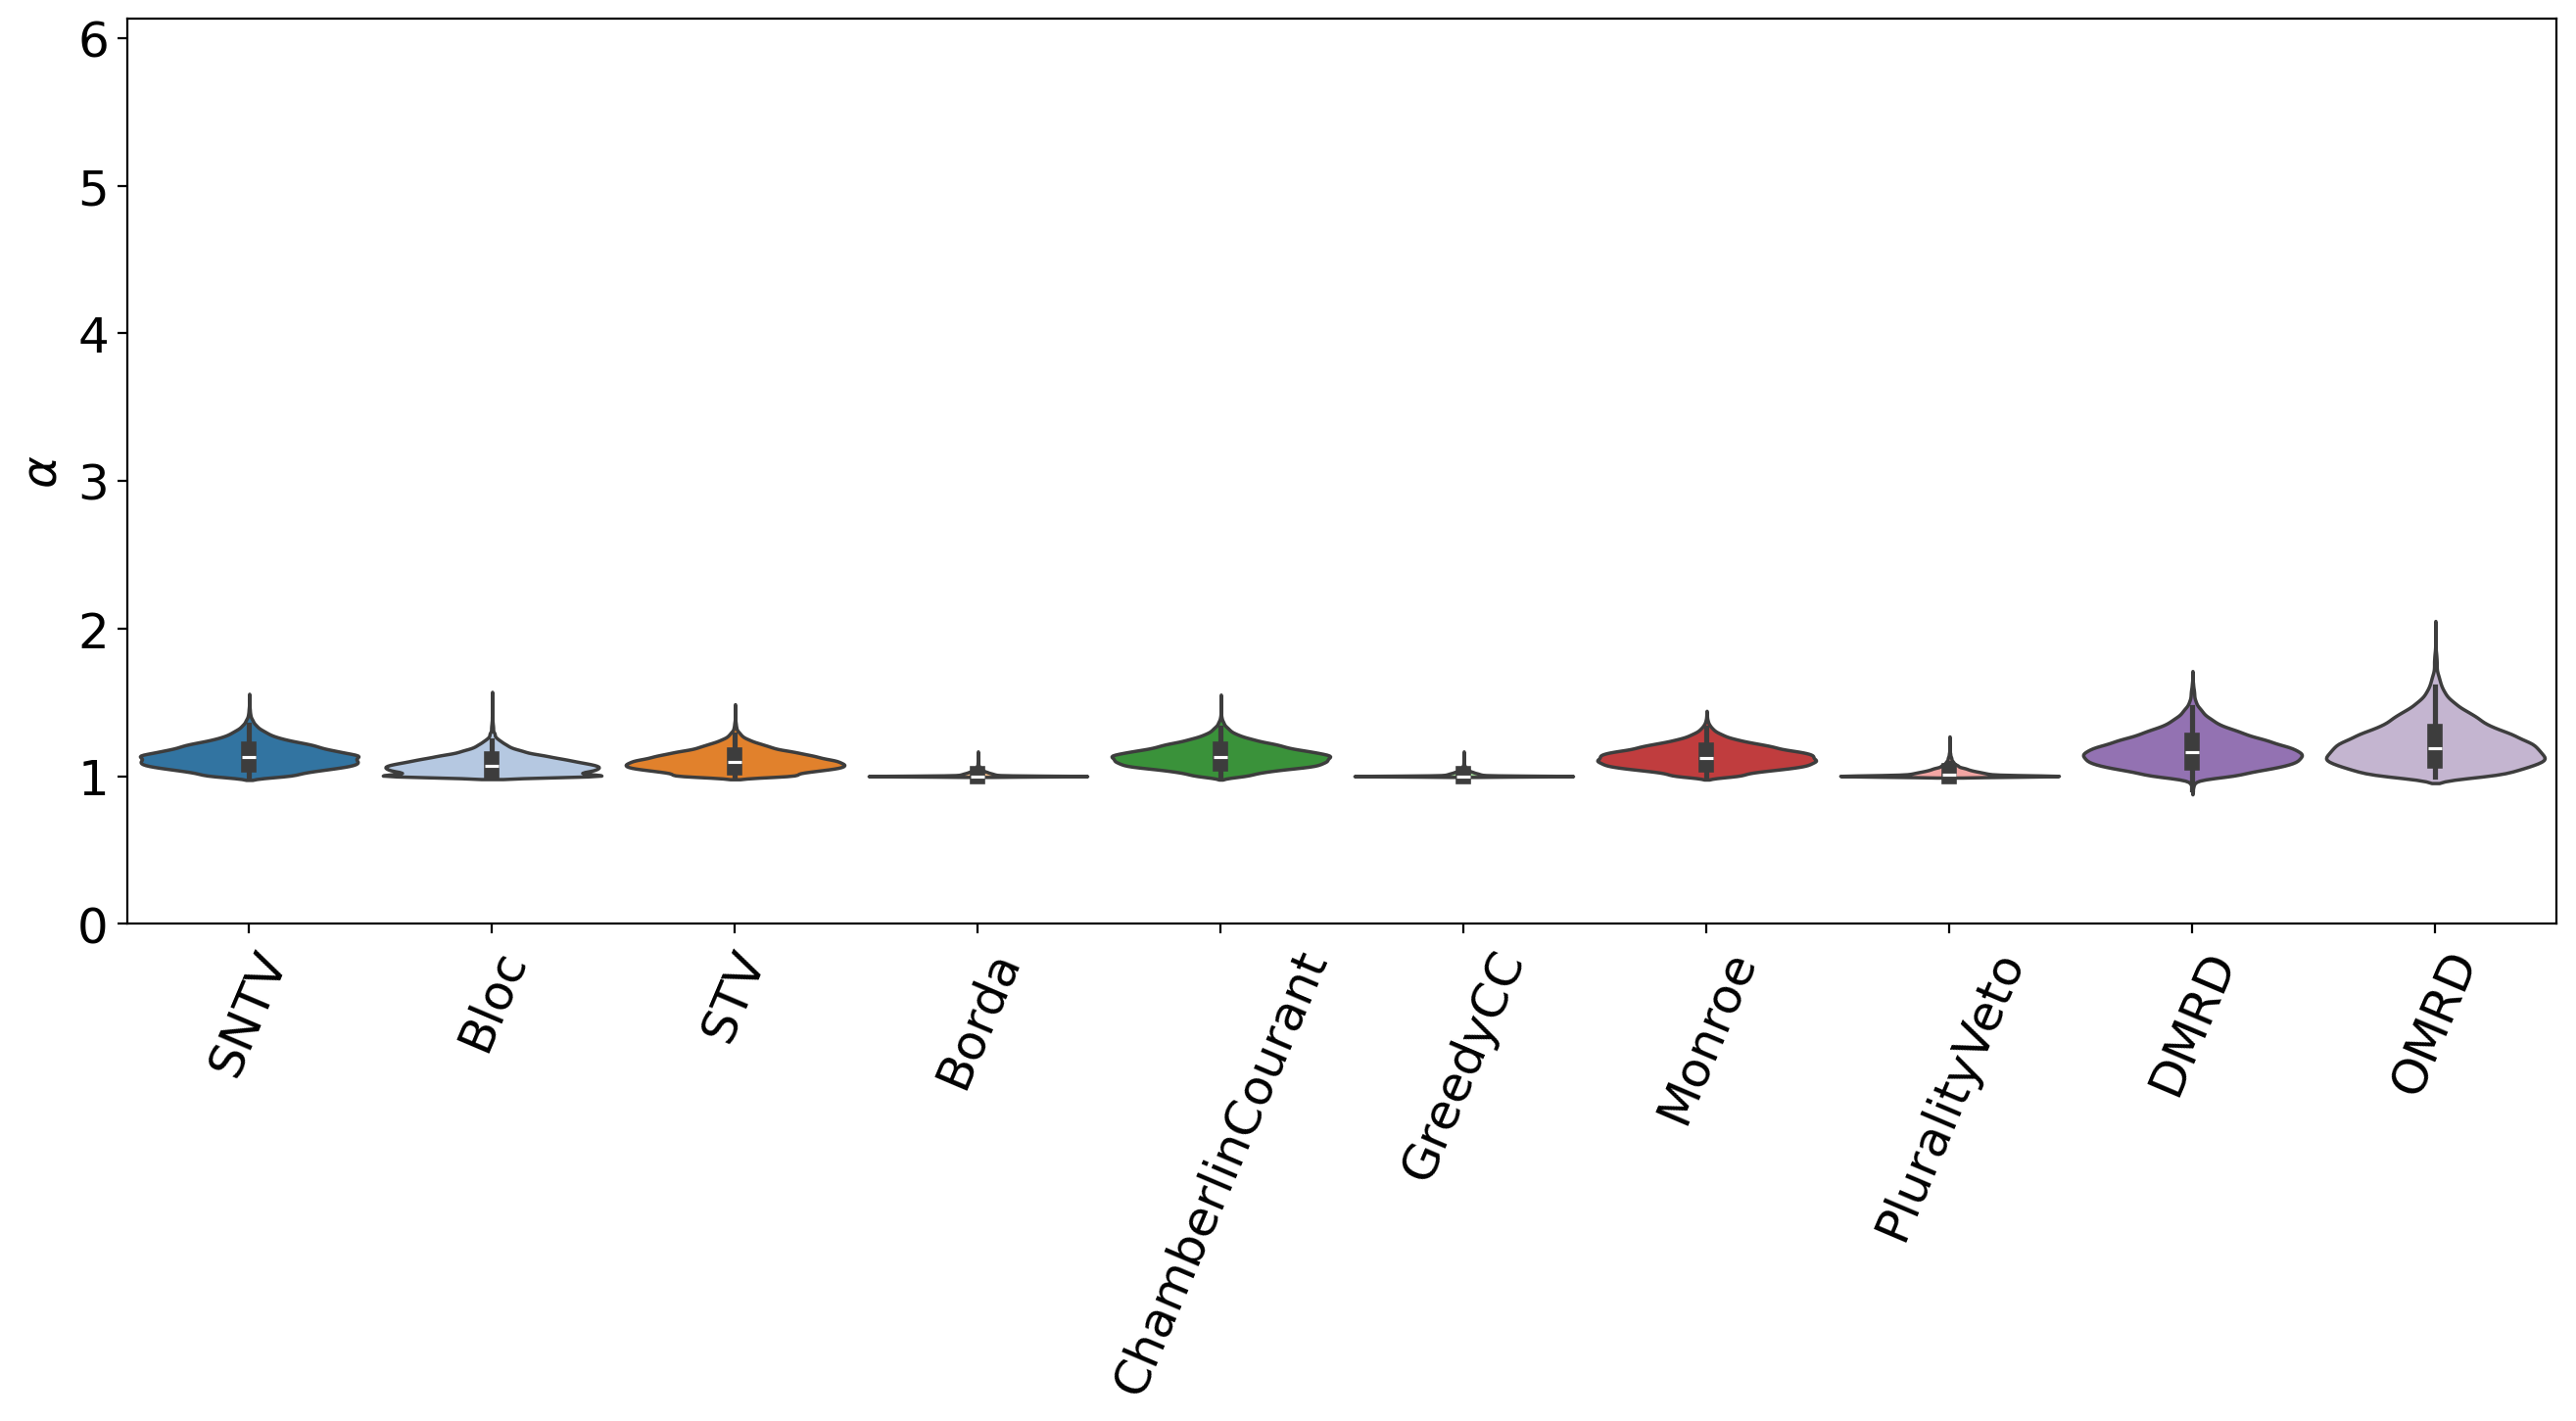 6
5
4
3
2
1
0
α
SNTV
Bloc
STV
Borda
ChamberlinCourant
GreedyCC
Monroe
PluralityVeto
DMRD
OMRD